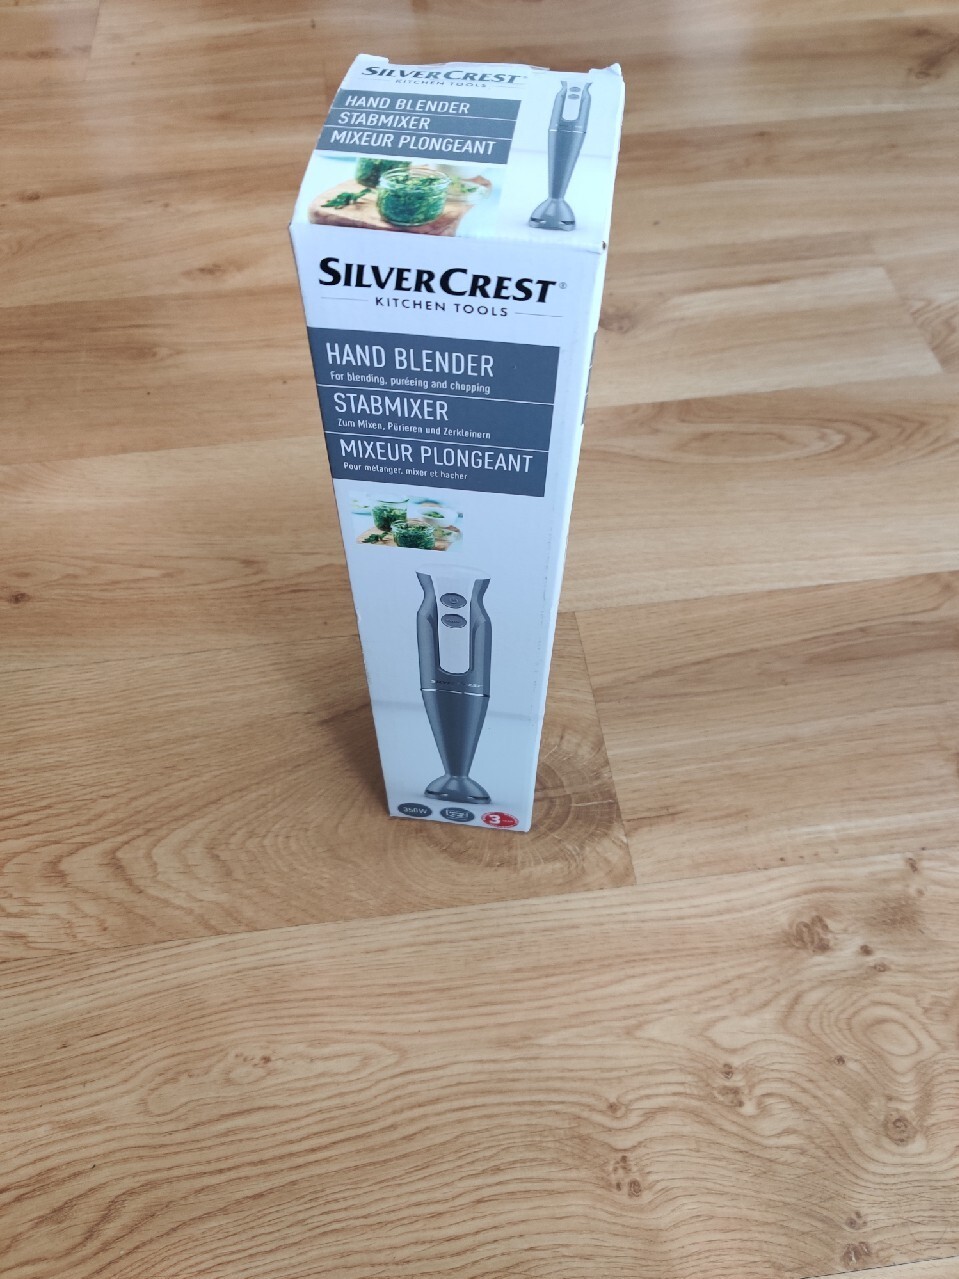 SILVERCREST®
KITCHEN TOOLS
HAND BLENDER
STABMIXER
MIXEUR PLONGEANT
SILVERCREST®
KITCHEN TOOLS
HAND BLENDER
For blending, puréeing and chopping
STABMIXER
Zum Mixen, Pürieren und Zerkleinern
MIXEUR PLONGEANT
Pour mélanger, mixer et hacher
350W
3